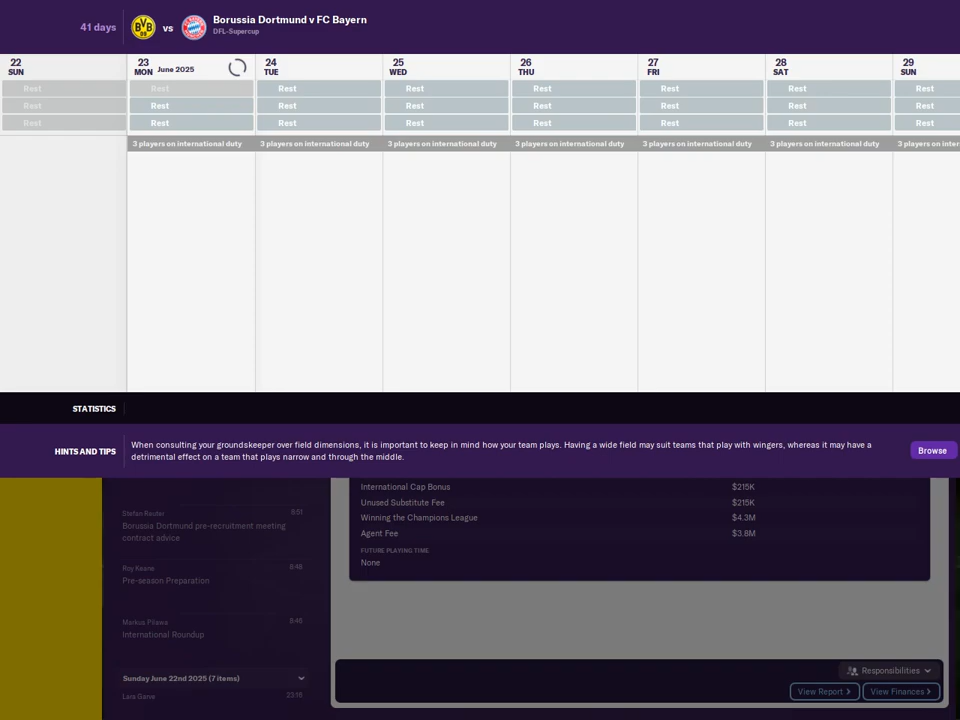 41 days
vs
Borussia Dortmund v FC Bayern
DFL-Supercup
22
SUN
23
MON June 2025
24
TUE
25
WED
26
THU
27
FRI
28
SAT
29
SUN
Rest Rest Rest Rest Rest Rest Rest Rest
Rest Rest Rest Rest Rest Rest Rest Rest
Rest Rest Rest Rest Rest Rest Rest Rest
3 players on international duty 3 players on international duty 3 players on international duty 3 players on international duty 3 players on international duty 3 players on international duty 3 players on inter
STATISTICS
HINTS AND TIPS
When consulting your groundskeeper over field dimensions, it is important to keep in mind how your team plays. Having a wide field may suit teams that play with wingers, whereas it may have a
detrimental effect on a team that plays narrow and through the middle.
Browse
Stefan Reuter 8:51
Borussia Dortmund pre-recruitment meeting
contract advice
Roy Keane 8:48
Pre-season Preparation
Markus Pilawa 8:46
International Roundup
Sunday June 22nd 2025 (7 items)
Lara Garve 23:18
International Cap Bonus $215K
Unused Substitute Fee $215K
Winning the Champions League $4.3M
Agent Fee $3.8M
FUTURE PLAYING TIME
None
Responsibilities
View Report
View Finances